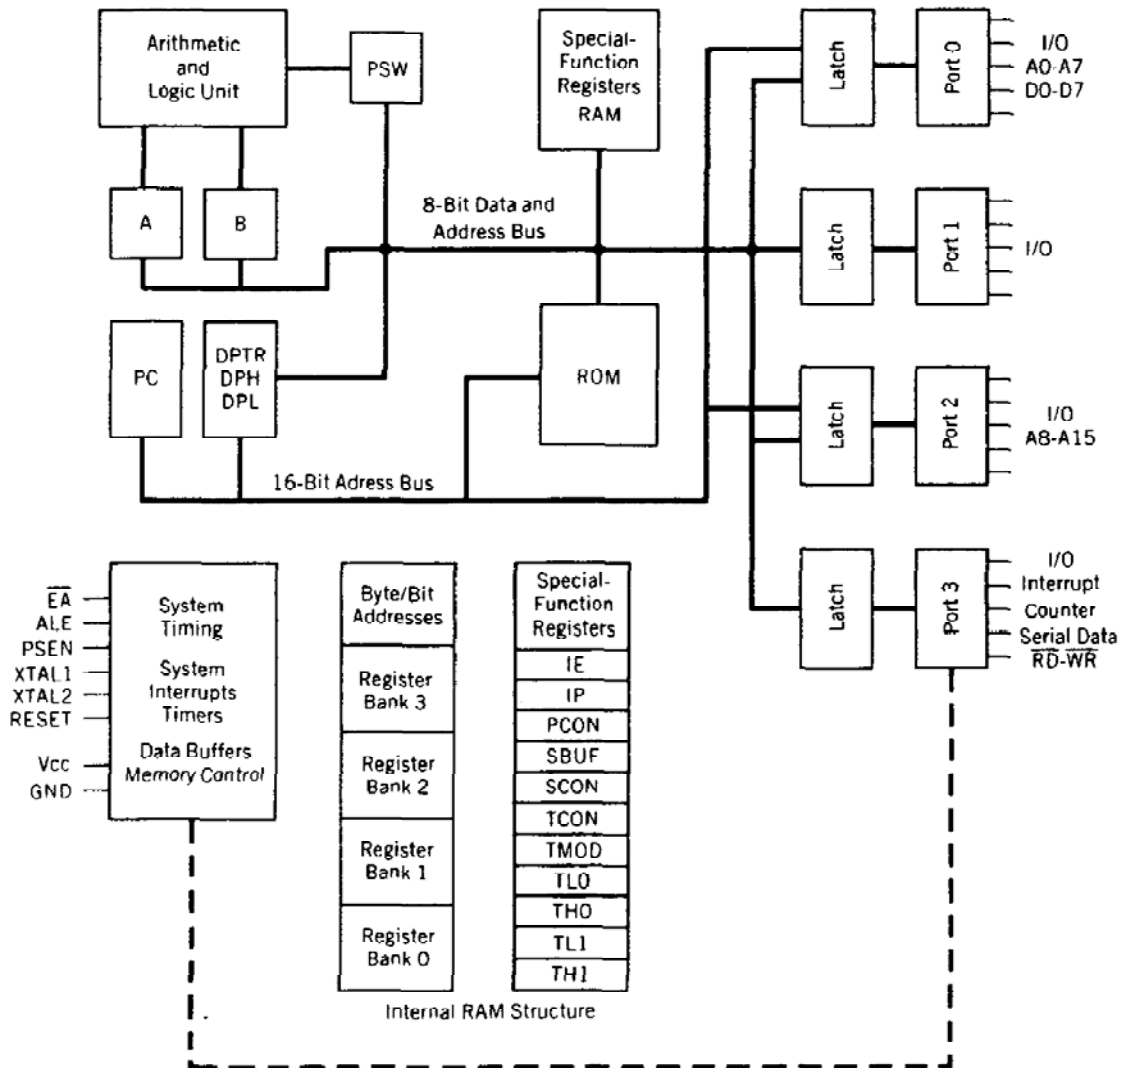 Arithmetic
and
Logic Unit
PSW
Special-
Function
Registers
RAM
Latch
Port 0
I/O
A0-A7
D0-D7
A
B
8-Bit Data and
Address Bus
Latch
Port 1
I/O
PC
DPTR
DPH
DPL
ROM
Latch
Port 2
I/O
A8-A15
16-Bit Adress Bus
Latch
Port 3
I/O
Interrupt
Counter
Serial Data
R̅D̅-W̅R̅
E̅A̅
ALE
PSEN
XTAL1
XTAL2
RESET
Vcc
GND
System
Timing
System
Interrupts
Timers
Data Buffers
Memory Control
Byte/Bit
Addresses
Register
Bank 3
Register
Bank 2
Register
Bank 1
Register
Bank 0
Special-
Function
Registers
IE
IP
PCON
SBUF
SCON
TCON
TMOD
TL0
TH0
TL1
TH1
Internal RAM Structure